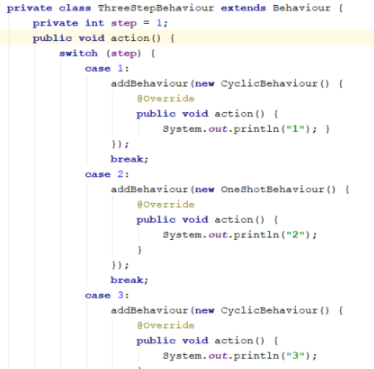 private class ThreeStepBehaviour extends Behaviour {
private int step = 1;
public void action() {
switch (step) {
case 1:
addBehaviour(new CyclicBehaviour() {
@Override
public void action() {
System.out.println("1"); }
});
break;
case 2:
addBehaviour(new OneShotBehaviour() {
@Override
public void action() {
System.out.println("2");
}
});
break;
case 3:
addBehaviour(new CyclicBehaviour() {
@Override
public void action() {
System.out.println("3");
}